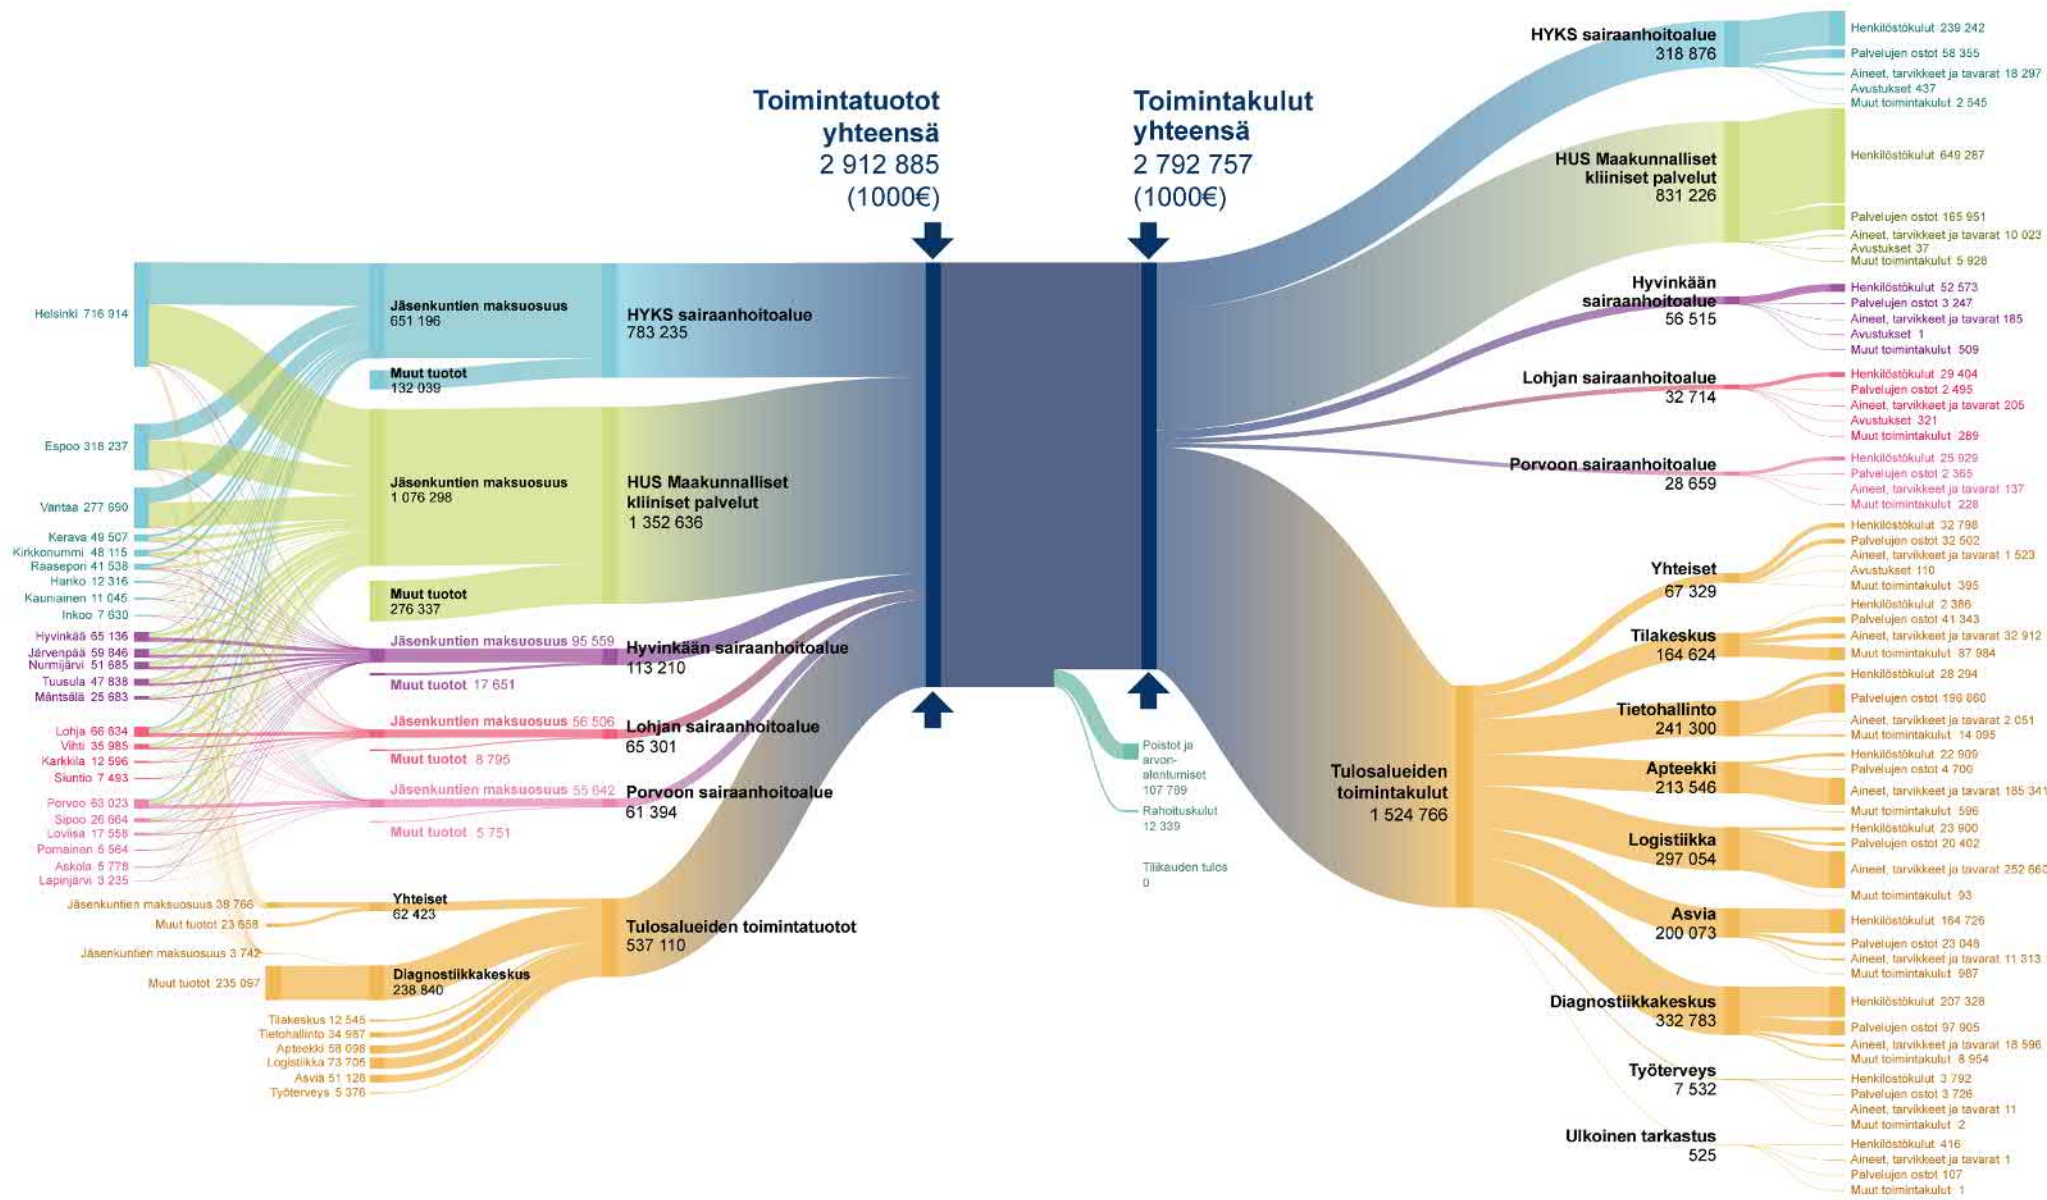 Toimintatuotot
yhteensä
2 912 885
(1000€)
Toimintakulut
yhteensä
2 792 757
(1000€)
Helsinki 716 914
Espoo 318 237
Vantaa 277 690
Kerava 49 507
Kirkkonummi 48 115
Raasepori 41 538
Hanko 12 316
Kauniainen 11 045
Inkoo 7 630
Hyvinkää 65 136
Järvenpää 59 846
Nurmijärvi 51 685
Tuusula 47 838
Mäntsälä 25 683
Lohja 66 634
Vihti 35 985
Karkkila 12 596
Siuntio 7 493
Porvoo 63 023
Sipoo 26 664
Loviisa 17 558
Pornainen 5 564
Askola 5 778
Lapinjärvi 3 235
Jäsenkuntien maksuosuus 38 766
Muut tuotot 23 658
Jäsenkuntien maksuosuus 3 742
Muut tuotot 235 097
Tilakeskus 12 545
Tietohallinto 34 987
Apteekki 58 098
Logistiikka 73 705
Asvia 51 126
Työterveys 5 376
Jäsenkuntien maksuosuus
651 196
Muut tuotot
132 039
Jäsenkuntien maksuosuus
1 076 298
Muut tuotot
276 337
Jäsenkuntien maksuosuus 95 559
Muut tuotot 17 651
Jäsenkuntien maksuosuus 56 506
Muut tuotot 8 795
Jäsenkuntien maksuosuus 55 642
Muut tuotot 5 751
Yhteiset
62 423
Diagnostiikkakeskus
238 840
HYKS sairaanhoitoalue
783 235
HUS Maakunnalliset
kliiniset palvelut
1 352 636
Hyvinkään sairaanhoitoalue
113 210
Lohjan sairaanhoitoalue
65 301
Porvoon sairaanhoitoalue
61 394
Tulosalueiden toimintatuotot
537 110
Poistot ja
arvon-
alentumiset
107 789
Rahoituskulut
12 339
Tilikauden tulos
0
HYKS sairaanhoitoalue
318 876
Henkilöstökulut 239 242
Palvelujen ostot 58 355
Aineet, tarvikkeet ja tavarat 18 297
Avustukset 437
Muut toimintakulut 2 545
HUS Maakunnalliset
kliiniset palvelut
831 226
Henkilöstökulut 649 287
Palvelujen ostot 165 951
Aineet, tarvikkeet ja tavarat 10 023
Avustukset 37
Muut toimintakulut 5 928
Hyvinkään
sairaanhoitoalue
56 515
Henkilöstökulut 52 573
Palvelujen ostot 3 247
Aineet, tarvikkeet ja tavarat 185
Avustukset 1
Muut toimintakulut 509
Lohjan sairaanhoitoalue
32 714
Henkilöstökulut 29 404
Palvelujen ostot 2 495
Aineet, tarvikkeet ja tavarat 205
Avustukset 321
Muut toimintakulut 289
Porvoon sairaanhoitoalue
28 659
Henkilöstökulut 25 929
Palvelujen ostot 2 365
Aineet, tarvikkeet ja tavarat 137
Muut toimintakulut 228
Tulosalueiden
toimintakulut
1 524 766
Yhteiset
67 329
Henkilöstökulut 32 798
Palvelujen ostot 32 502
Aineet, tarvikkeet ja tavarat 1 523
Avustukset 110
Muut toimintakulut 395
Tilakeskus
164 624
Henkilöstökulut 2 386
Palvelujen ostot 41 343
Aineet, tarvikkeet ja tavarat 32 912
Muut toimintakulut 87 984
Tietohallinto
241 300
Henkilöstökulut 28 294
Palvelujen ostot 196 860
Aineet, tarvikkeet ja tavarat 2 051
Muut toimintakulut 14 095
Apteekki
213 546
Henkilöstökulut 22 909
Palvelujen ostot 4 700
Aineet, tarvikkeet ja tavarat 185 341
Muut toimintakulut 596
Logistiikka
297 054
Henkilöstökulut 23 900
Palvelujen ostot 20 402
Aineet, tarvikkeet ja tavarat 252 660
Muut toimintakulut 93
Asvia
200 073
Henkilöstökulut 164 726
Palvelujen ostot 23 048
Aineet, tarvikkeet ja tavarat 11 313
Muut toimintakulut 987
Diagnostiikkakeskus
332 783
Henkilöstökulut 207 328
Palvelujen ostot 97 905
Aineet, tarvikkeet ja tavarat 18 596
Muut toimintakulut 8 954
Työterveys
7 532
Henkilöstökulut 3 792
Palvelujen ostot 3 726
Aineet, tarvikkeet ja tavarat 11
Muut toimintakulut 2
Ulkoinen tarkastus
525
Henkilöstökulut 416
Aineet, tarvikkeet ja tavarat 1
Palvelujen ostot 107
Muut toimintakulut 1